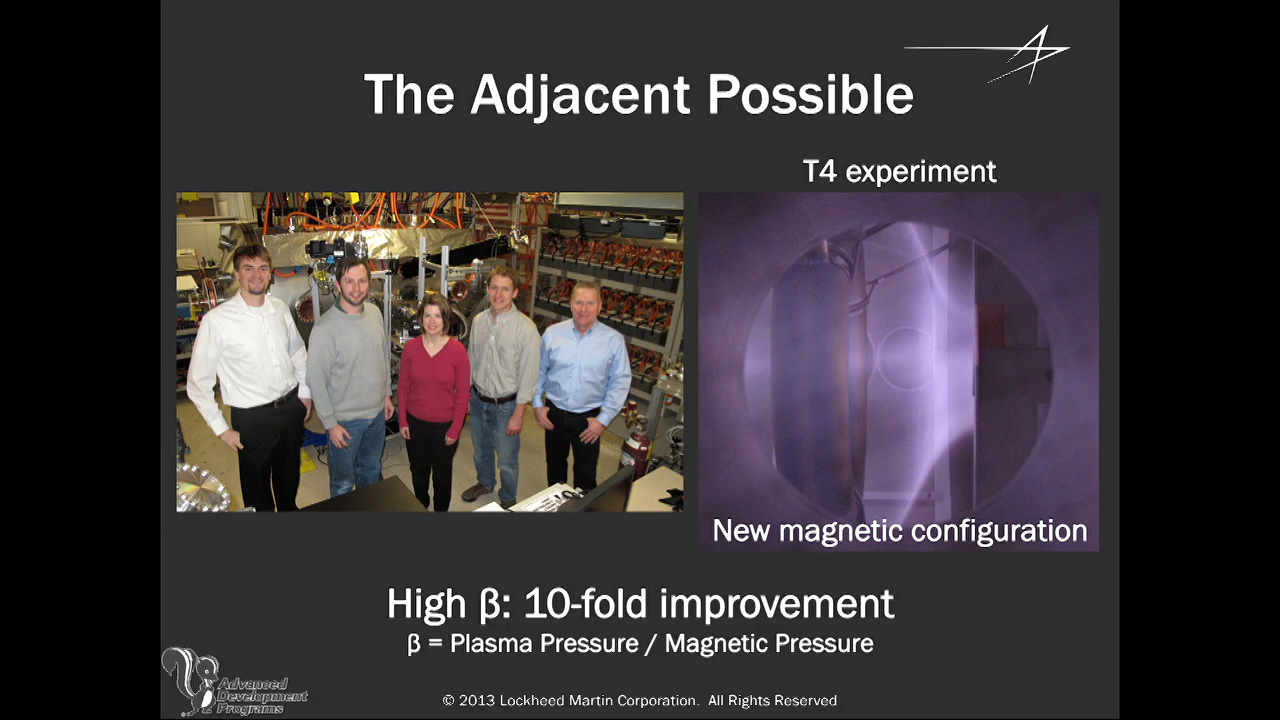 The Adjacent Possible
T4 experiment
New magnetic configuration
High β: 10-fold improvement
β = Plasma Pressure / Magnetic Pressure
Advanced
Development
Programs
© 2013 Lockheed Martin Corporation.  All Rights Reserved